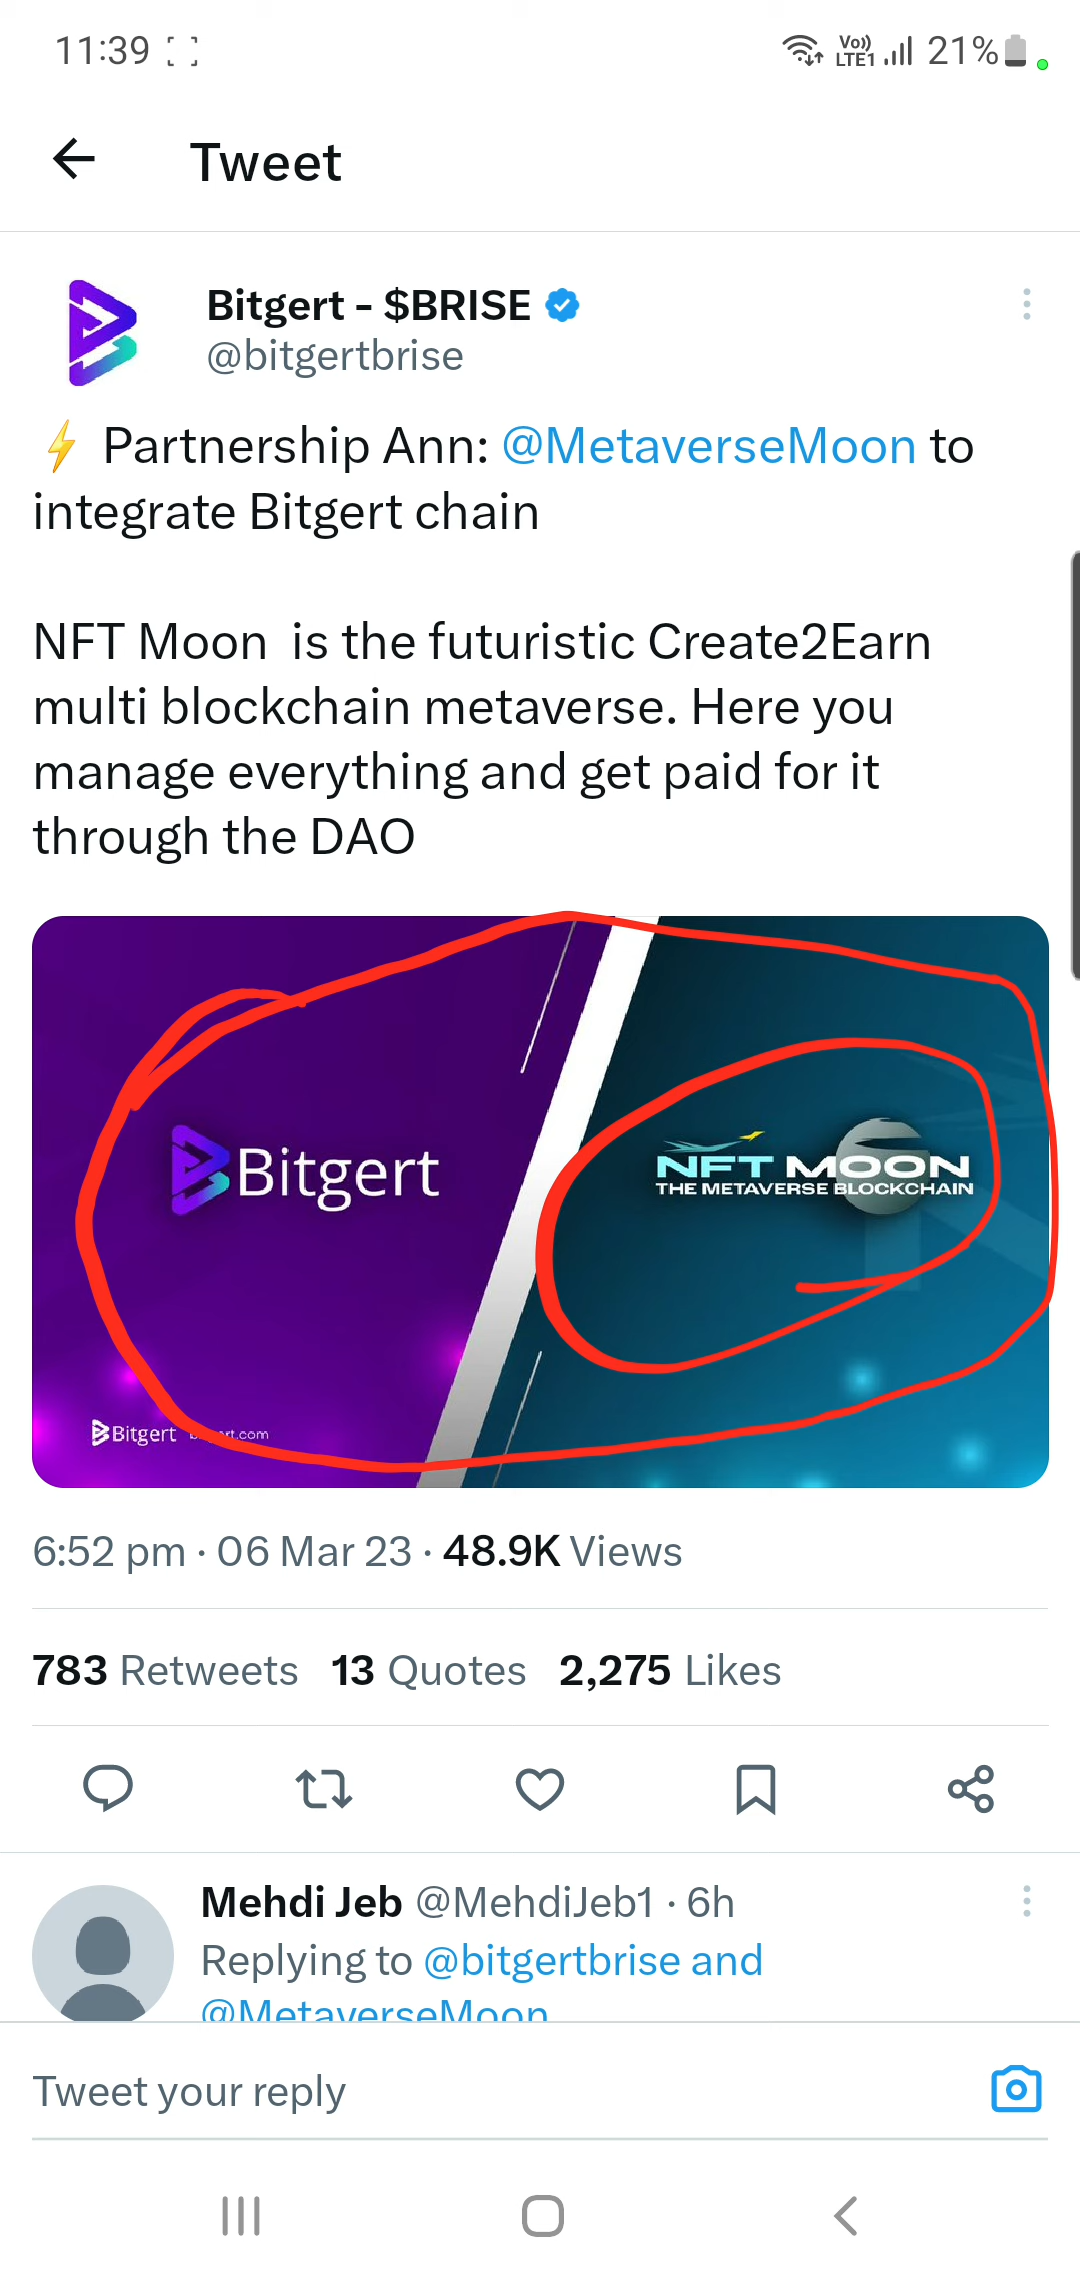 11:39 Vo)) LTE1 21%
Tweet
Bitgert - $BRISE
@bitgertbrise
⚡ Partnership Ann: @MetaverseMoon to
integrate Bitgert chain
NFT Moon  is the futuristic Create2Earn
multi blockchain metaverse. Here you
manage everything and get paid for it
through the DAO
Bitgert
NFT MOON
THE METAVERSE BLOCKCHAIN
Bitgert
6:52 pm · 06 Mar 23 · 48.9K Views
783 Retweets 13 Quotes 2,275 Likes
Mehdi Jeb @MehdiJeb1 · 6h
Replying to @bitgertbrise and
@MetaverseMoon
Tweet your reply